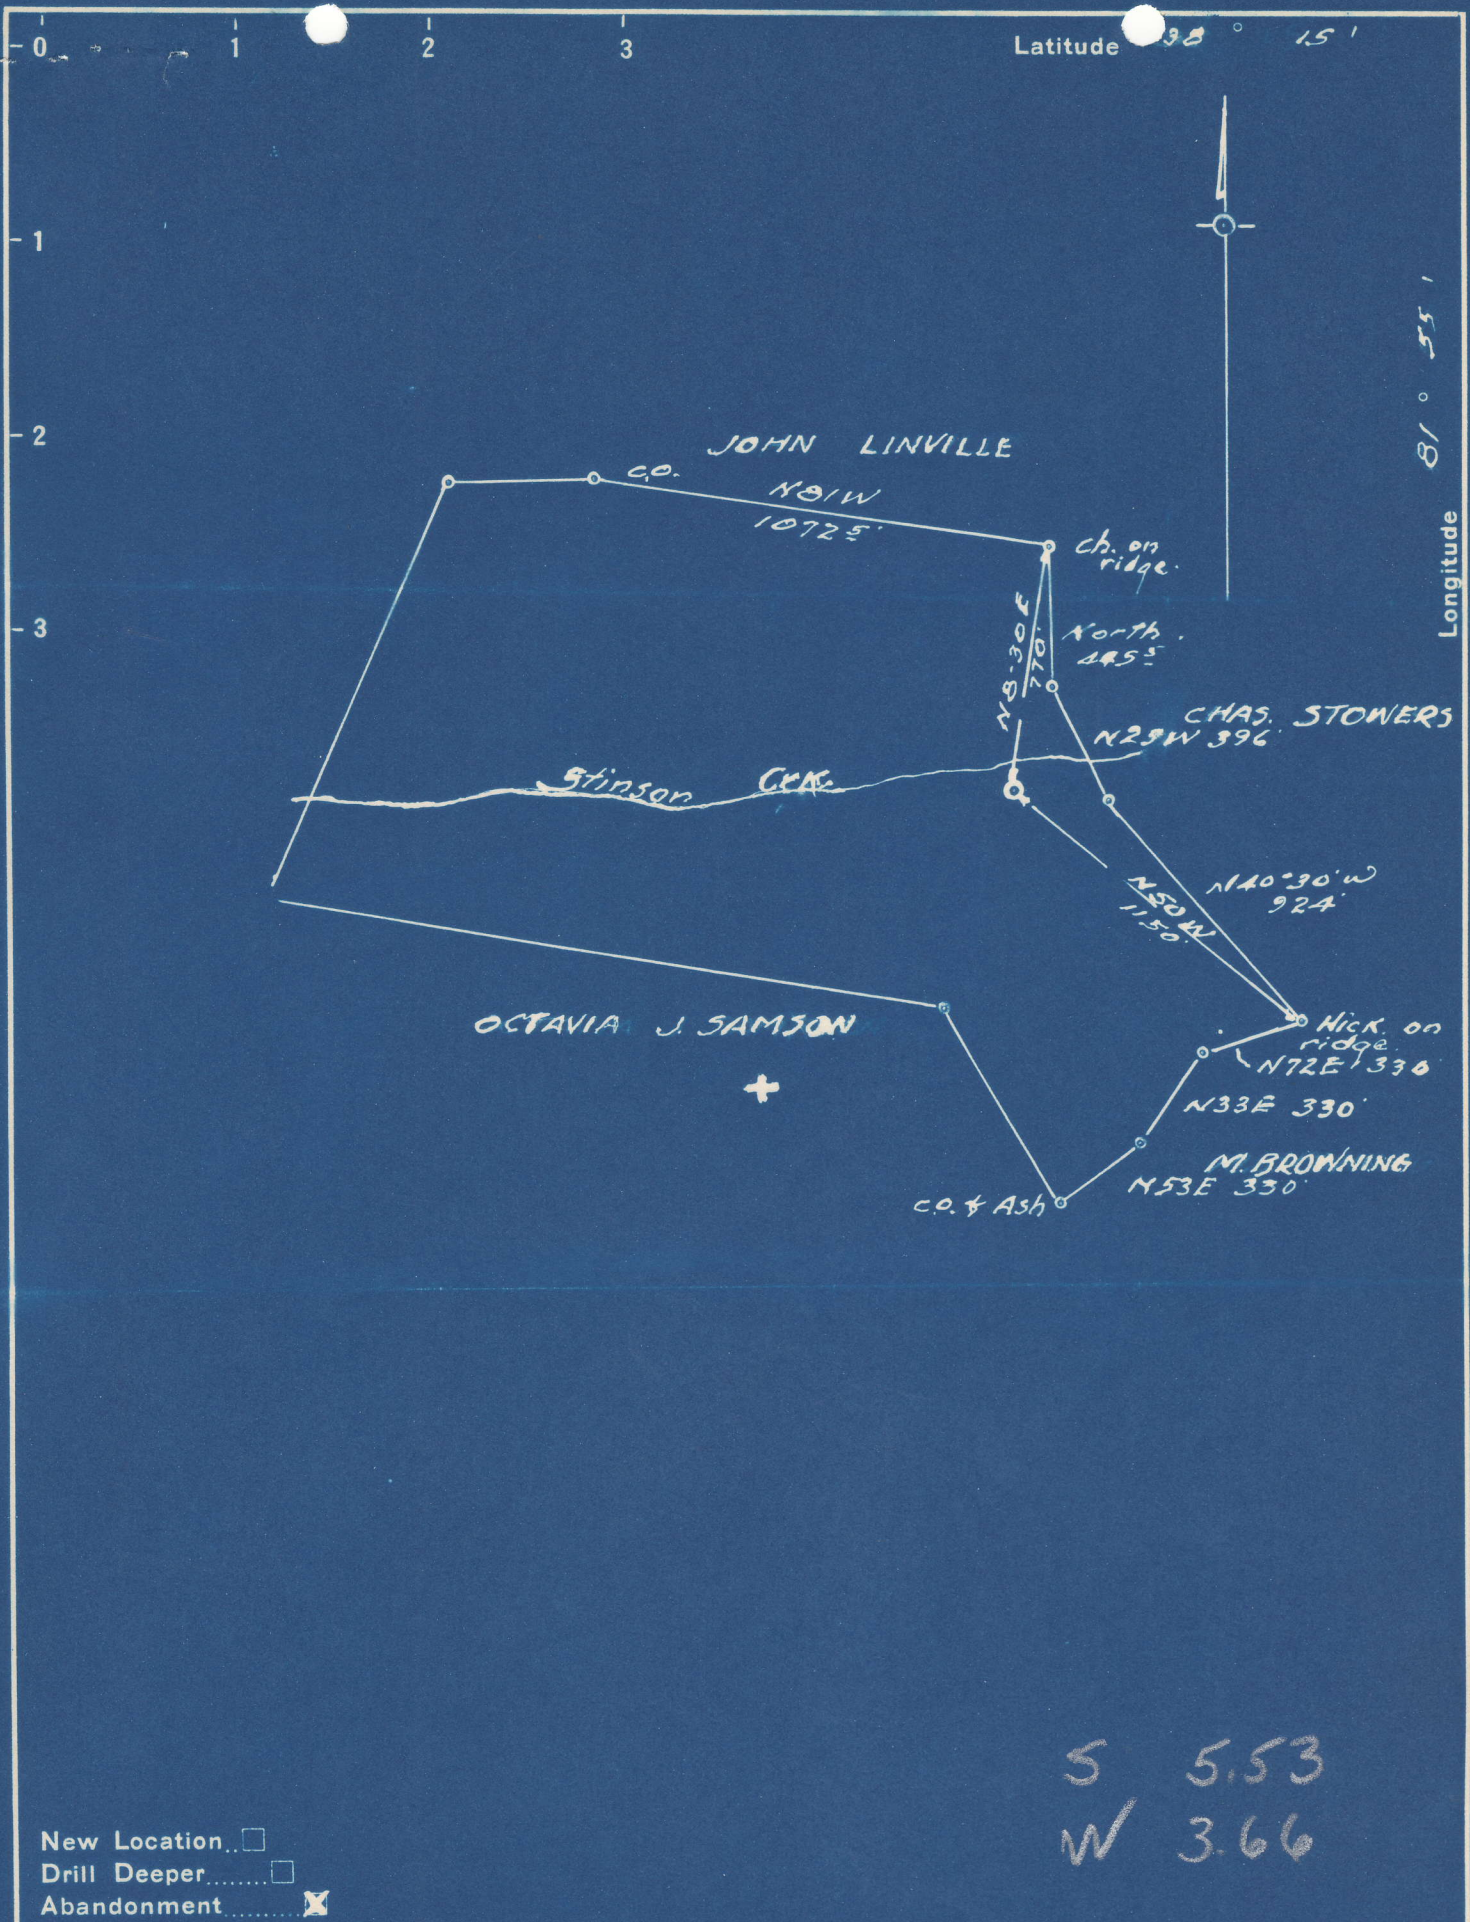 0 1 2 3 Latitude 38° 15'
1
2
3
81° 55'
Longitude
JOHN LINVILLE
C.O.
N81W
1072 5'
Ch. on
ridge.
N8-30E
770'
North.
445 5
CHAS. STOWERS
N29W 396'
Stinson Crk.
N40°30'W
924'
N50W
1150'
OCTAVIA J. SAMSON
Hick. on
ridge.
N72E 330'
N33E 330'
M. BROWNING
N53E 330'
C.O. & Ash
S 5.53
W 3.66
New Location..
Drill Deeper........
Abandonment......... X